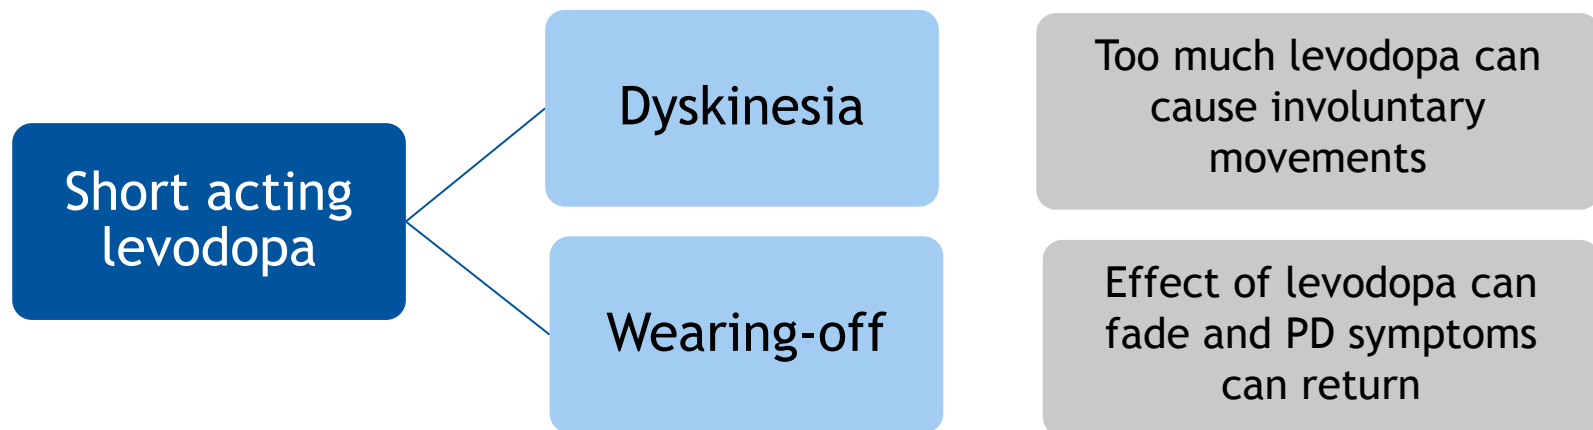 Short acting
levodopa
Dyskinesia
Too much levodopa can
cause involuntary
movements
Wearing-off
Effect of levodopa can
fade and PD symptoms
can return